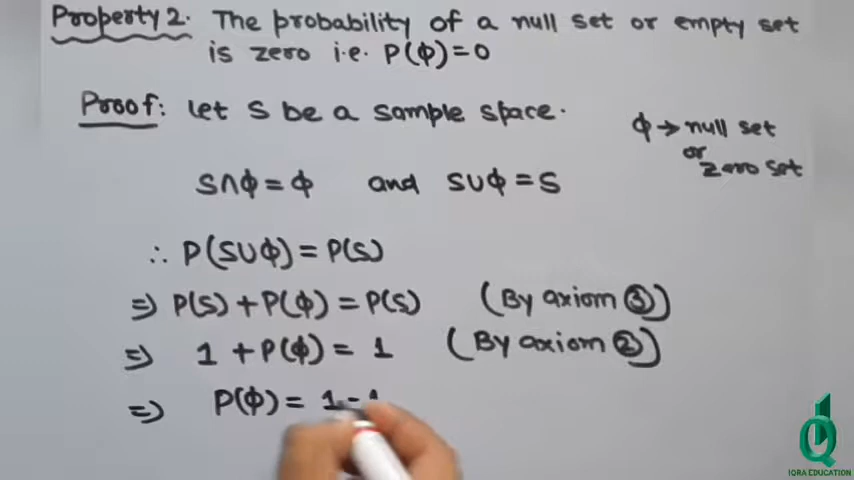 Property 2. The probability of a null set or empty set
is zero i.e. P(ϕ)=0
Proof: Let S be a sample space.
ϕ → null set
or
zero set
S∩ϕ = ϕ and S∪ϕ = S
∴ P(S∪ϕ) = P(S)
⇒ P(S) + P(ϕ) = P(S) (By axiom ③)
⇒ 1 + P(ϕ) = 1 (By axiom ②)
⇒ P(ϕ) = 1 - 1
IQRA EDUCATION